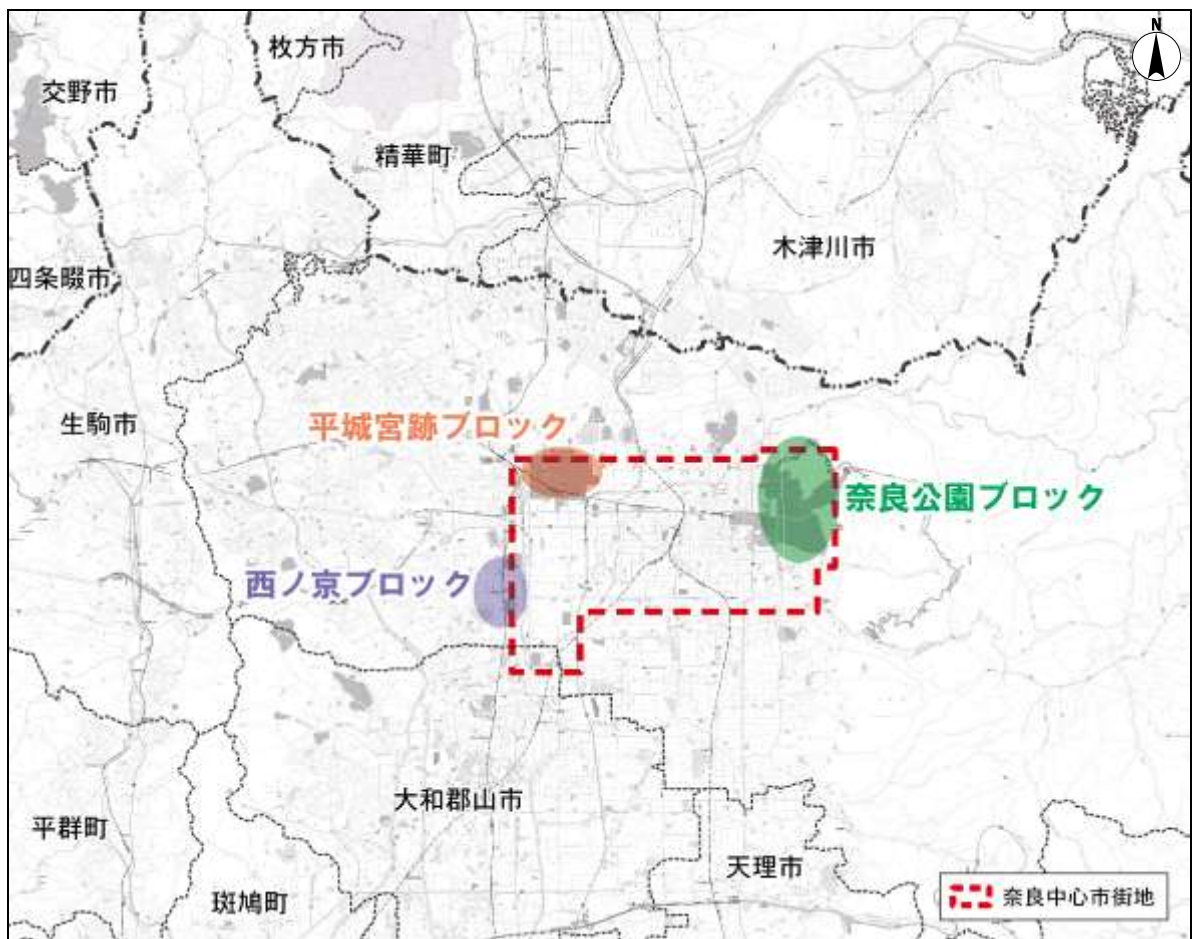 N
枚方市
交野市
精華町
木津川市
四条畷市
生駒市
平城宮跡ブロック
奈良公園ブロック
西ノ京ブロック
大和郡山市
平群町
天理市
斑鳩町
奈良中心市街地